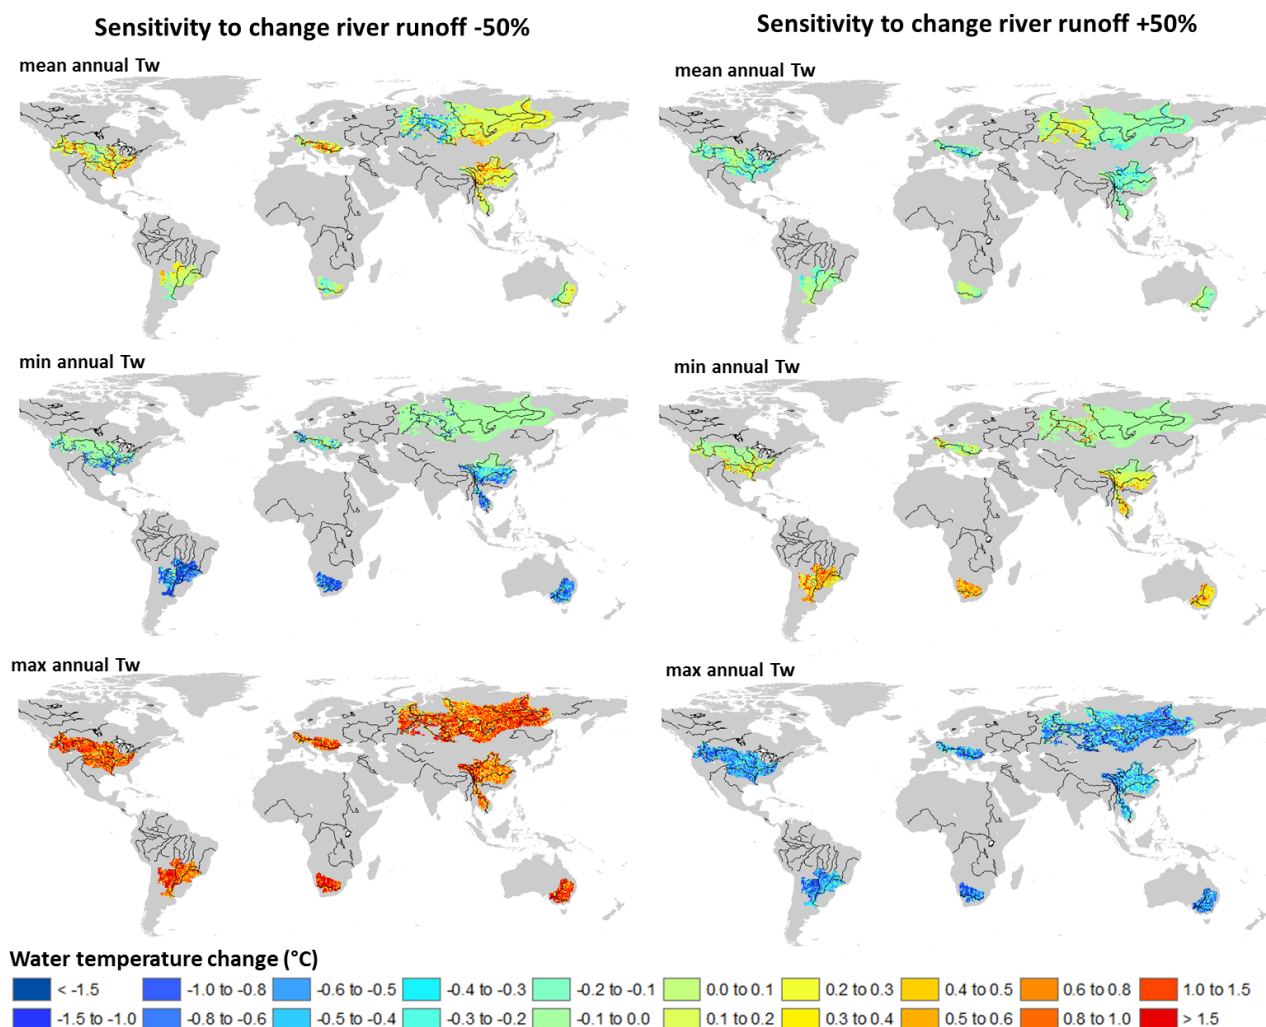 Sensitivity to change river runoff -50%
Sensitivity to change river runoff +50%
mean annual Tw
mean annual Tw
min annual Tw
min annual Tw
max annual Tw
max annual Tw
Water temperature change (°C)
< -1.5 -1.0 to -0.8 -0.6 to -0.5 -0.4 to -0.3 -0.2 to -0.1 0.0 to 0.1 0.2 to 0.3 0.4 to 0.5 0.6 to 0.8 1.0 to 1.5
-1.5 to -1.0 -0.8 to -0.6 -0.5 to -0.4 -0.3 to -0.2 -0.1 to 0.0 0.1 to 0.2 0.3 to 0.4 0.5 to 0.6 0.8 to 1.0 > 1.5